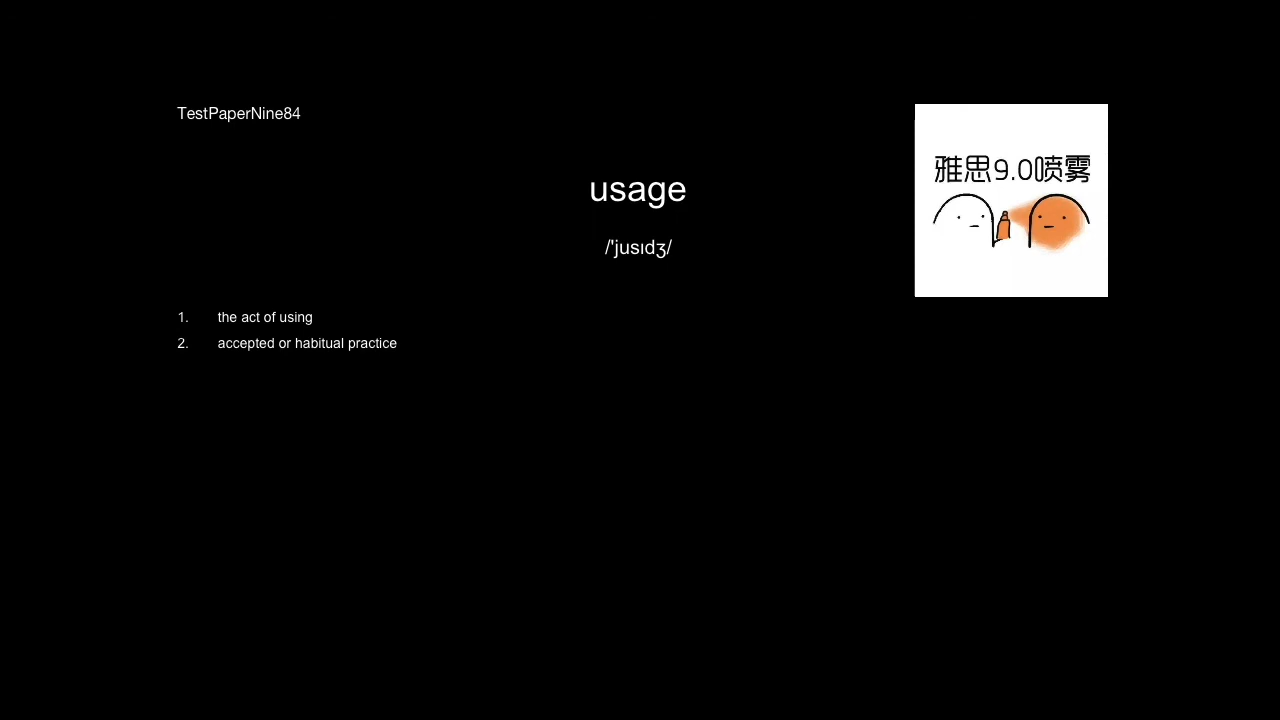 TestPaperNine84
雅思9.0喷雾
usage
/'jusɪdʒ/
1. the act of using
2. accepted or habitual practice